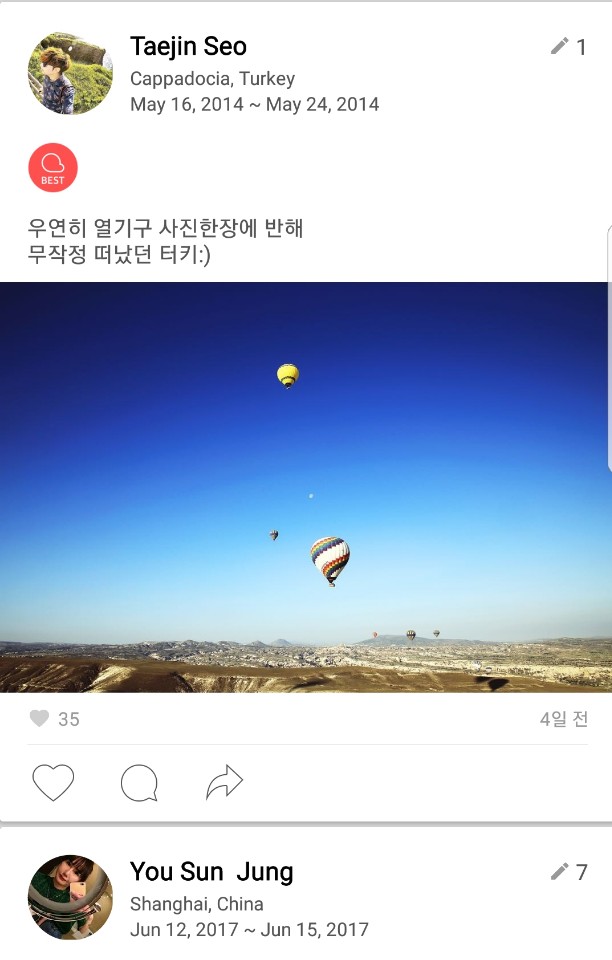 Taejin Seo
1
Cappadocia, Turkey
May 16, 2014 ~ May 24, 2014
BEST
우연히 열기구 사진한장에 반해
무작정 떠났던 터키:)
35
4일 전
You Sun  Jung
7
Shanghai, China
Jun 12, 2017 ~ Jun 15, 2017